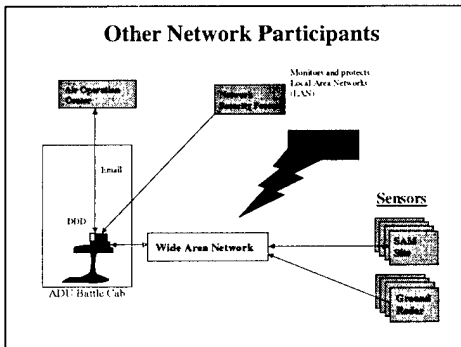 Other Network Participants
Air Operation
Center
Network
Security Person
Monitors and protects
Local Area Networks
(LAN)
Email
DDD
Sensors
Wide Area Network
SAM
Site
ADU Battle Cab
Ground
Radar